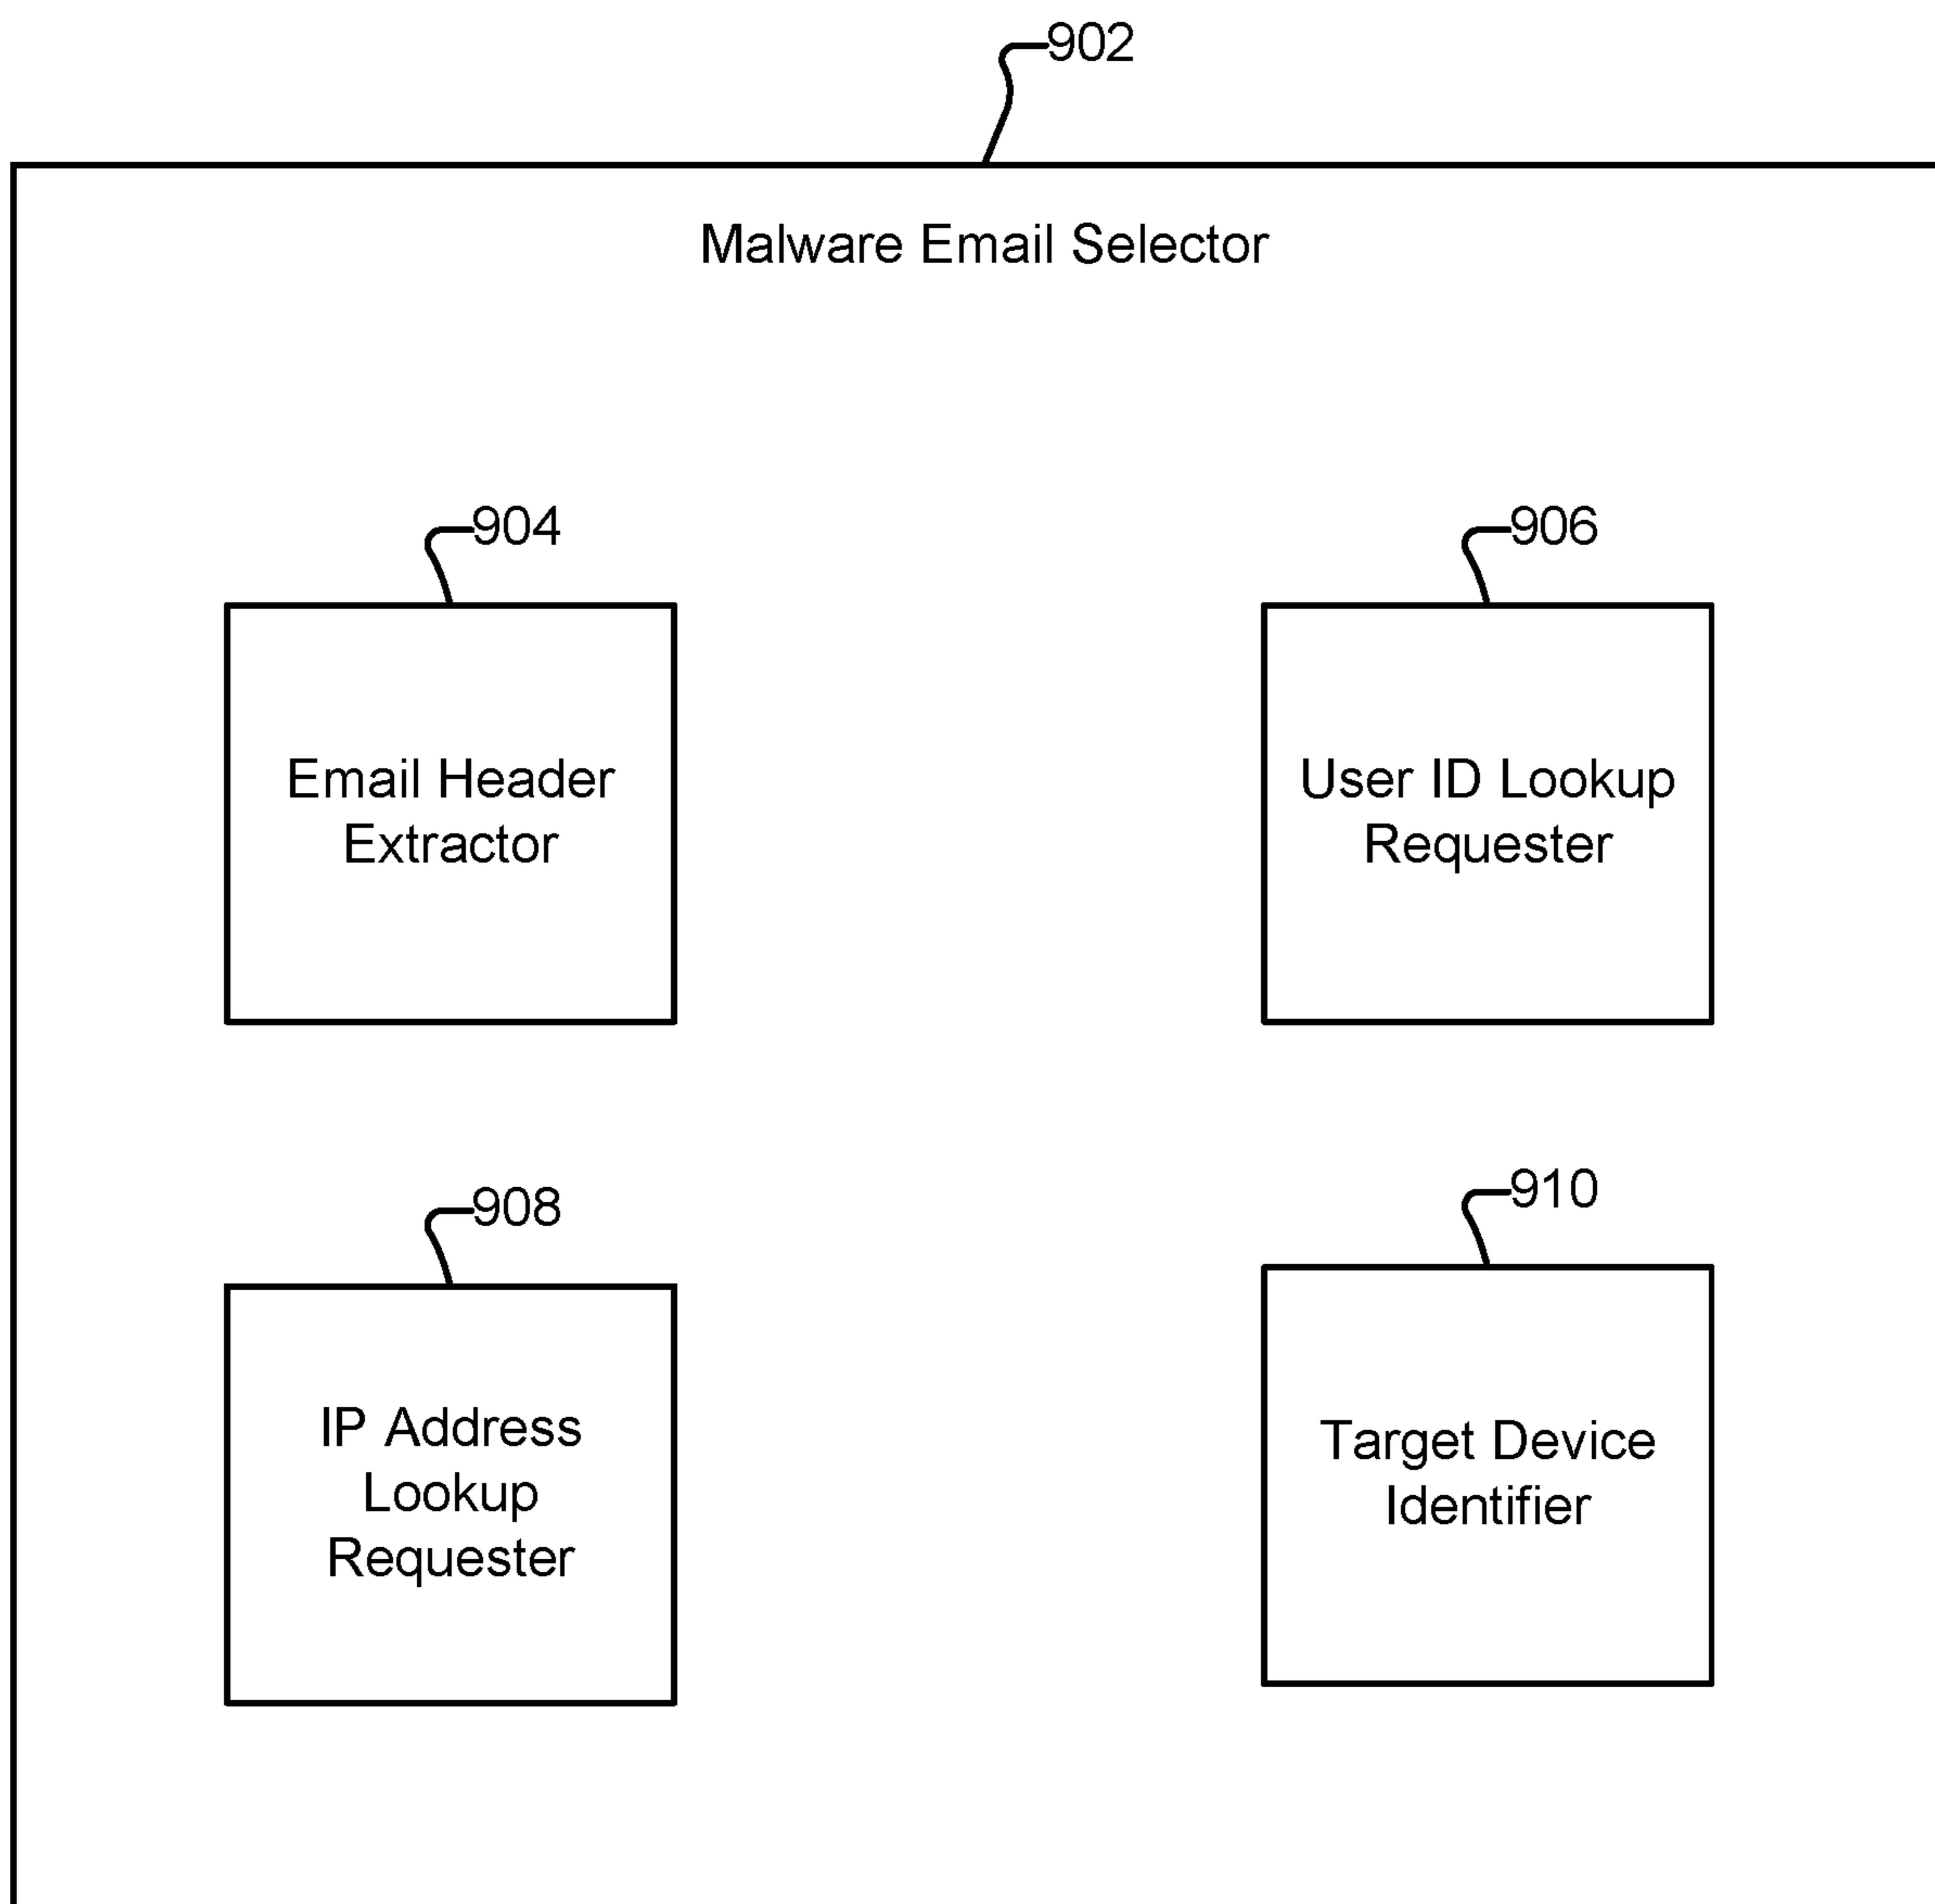 902
Malware Email Selector
904
906
Email Header
Extractor
User ID Lookup
Requester
908
910
IP Address
Lookup
Requester
Target Device
Identifier